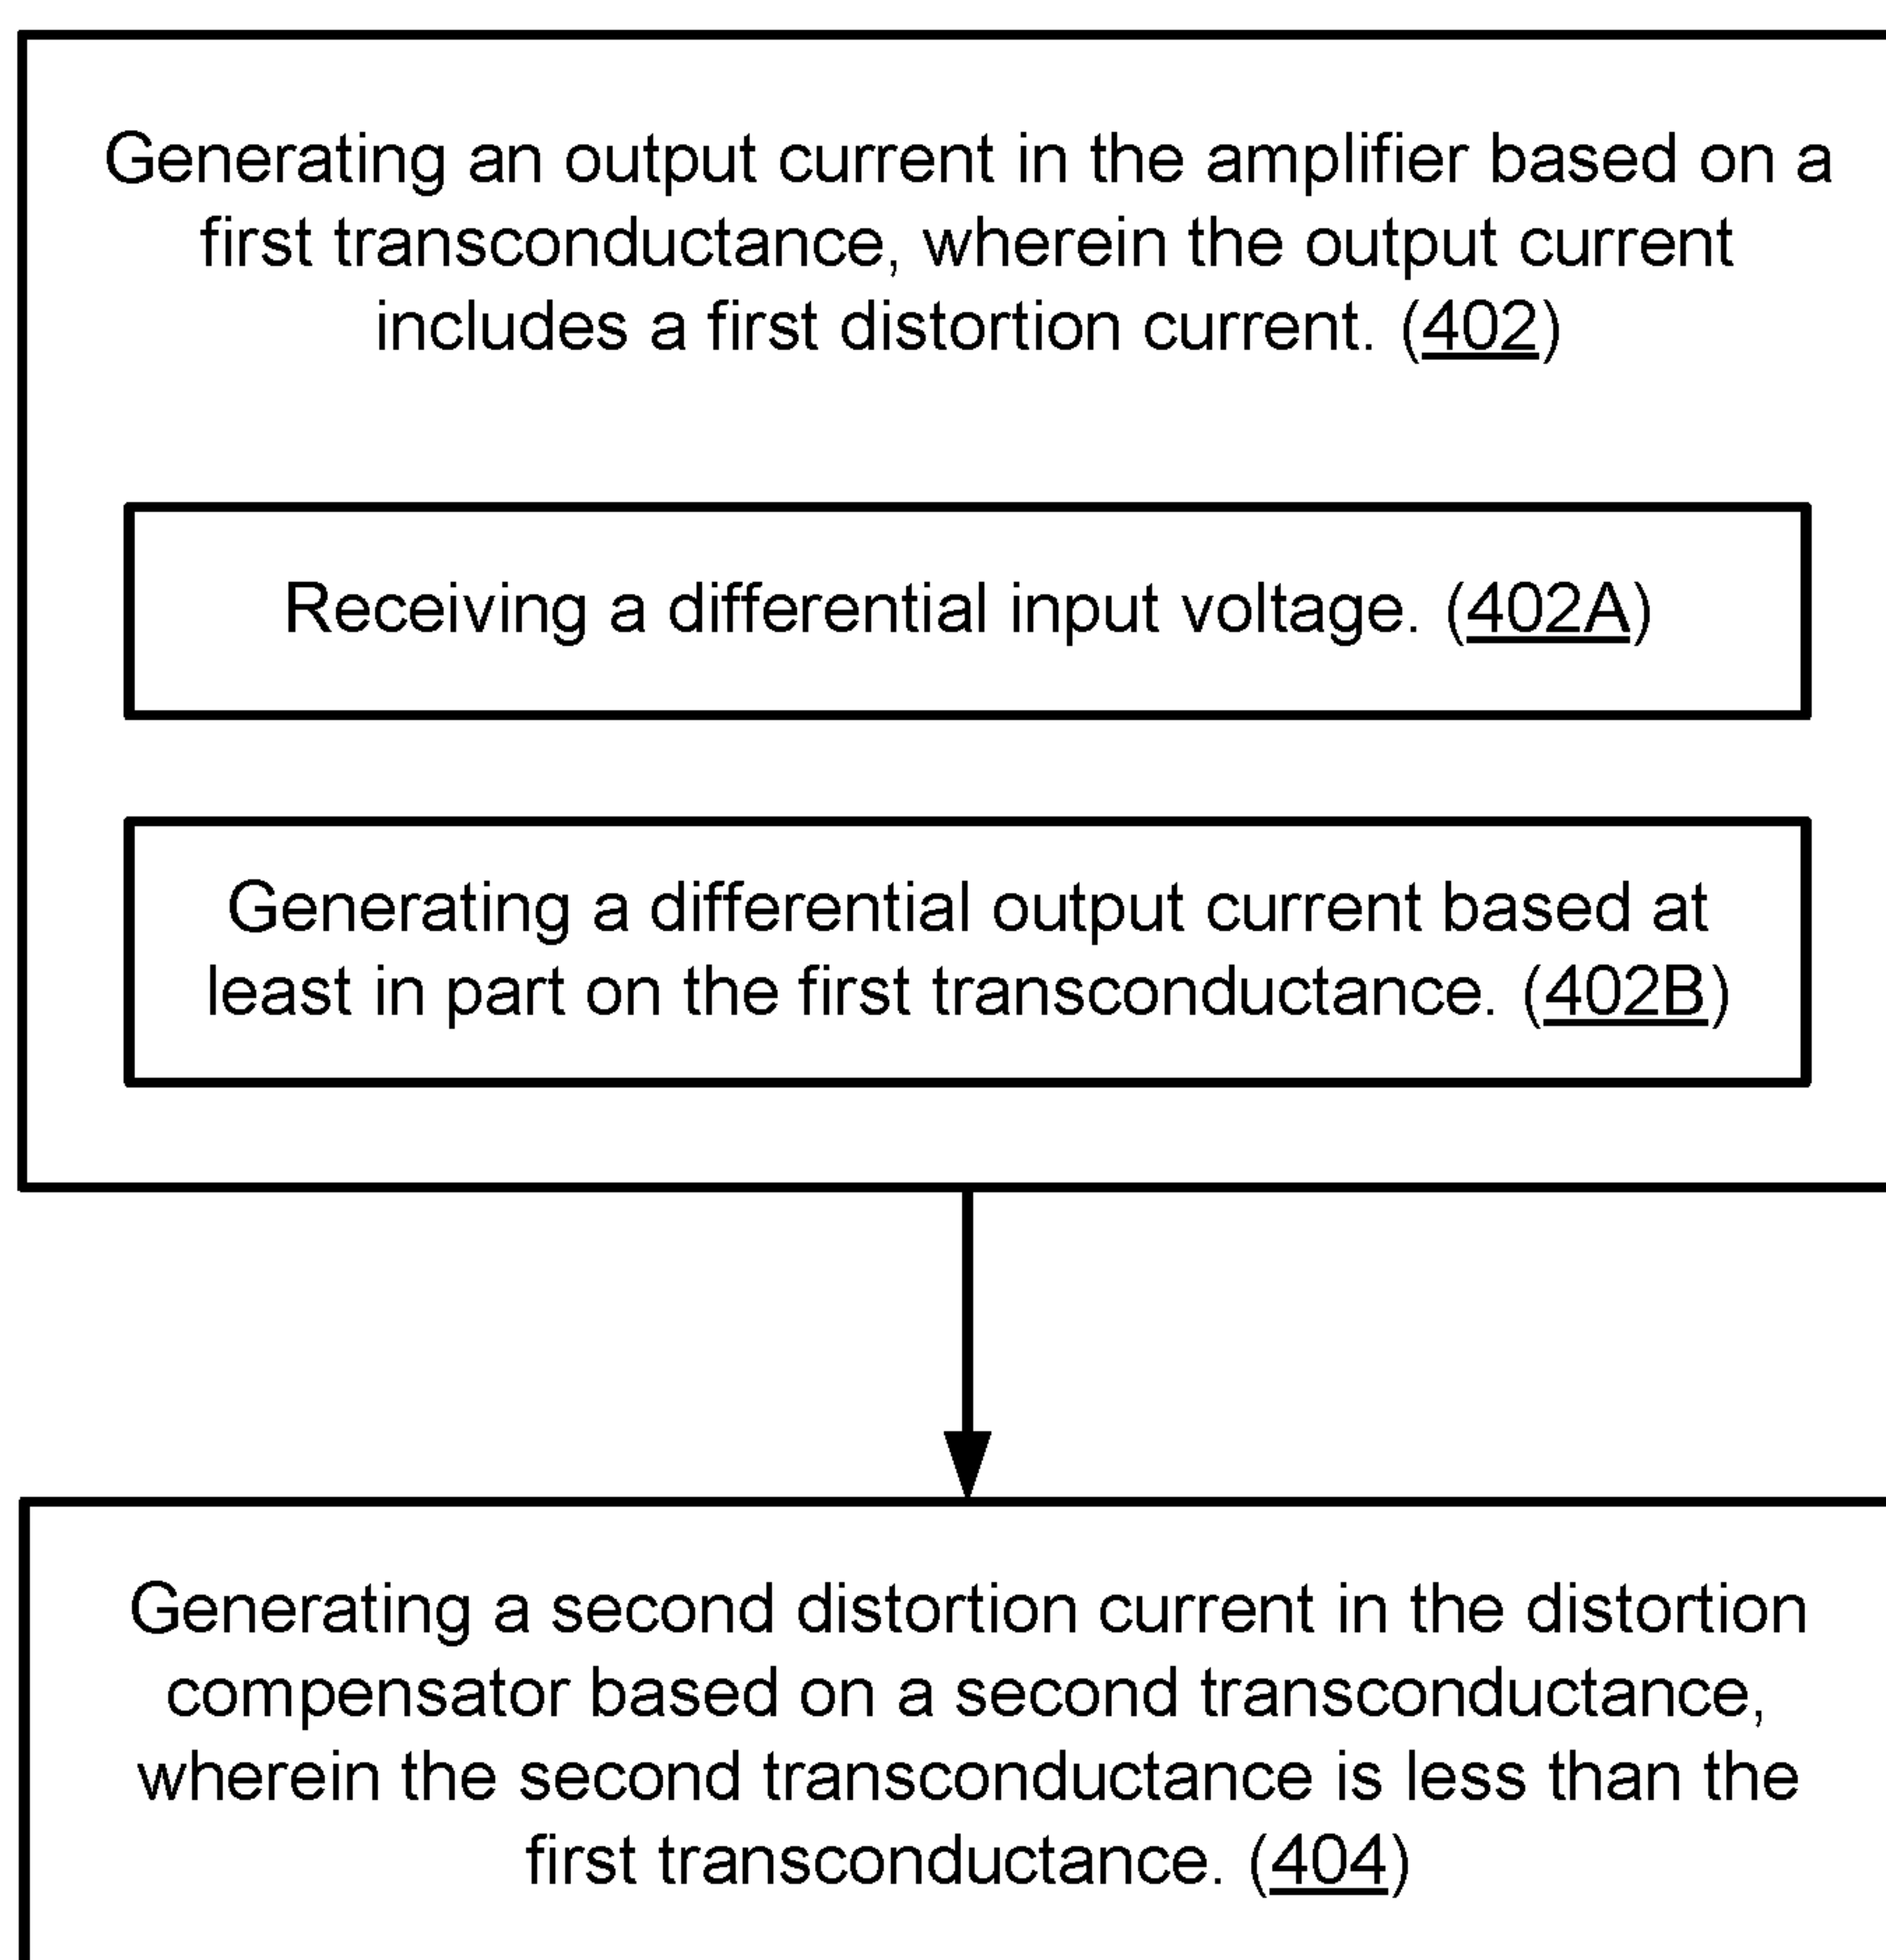 Generating an output current in the amplifier based on a
first transconductance, wherein the output current
includes a first distortion current. (402)
Receiving a differential input voltage. (402A)
Generating a differential output current based at
least in part on the first transconductance. (402B)
Generating a second distortion current in the distortion
compensator based on a second transconductance,
wherein the second transconductance is less than the
first transconductance. (404)